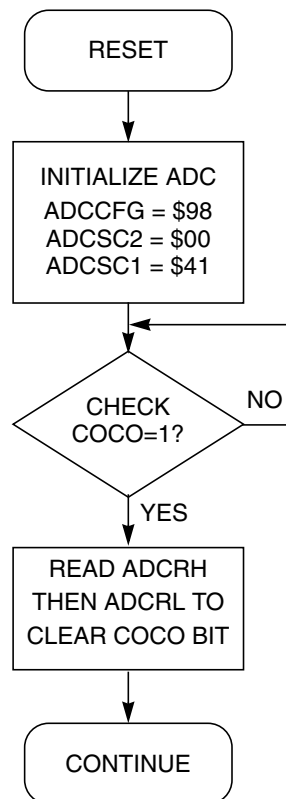 RESET
INITIALIZE ADC
ADCCFG = $98
ADCSC2 = $00
ADCSC1 = $41
CHECK
COCO=1?
NO
YES
READ ADCRH
THEN ADCRL TO
CLEAR COCO BIT
CONTINUE